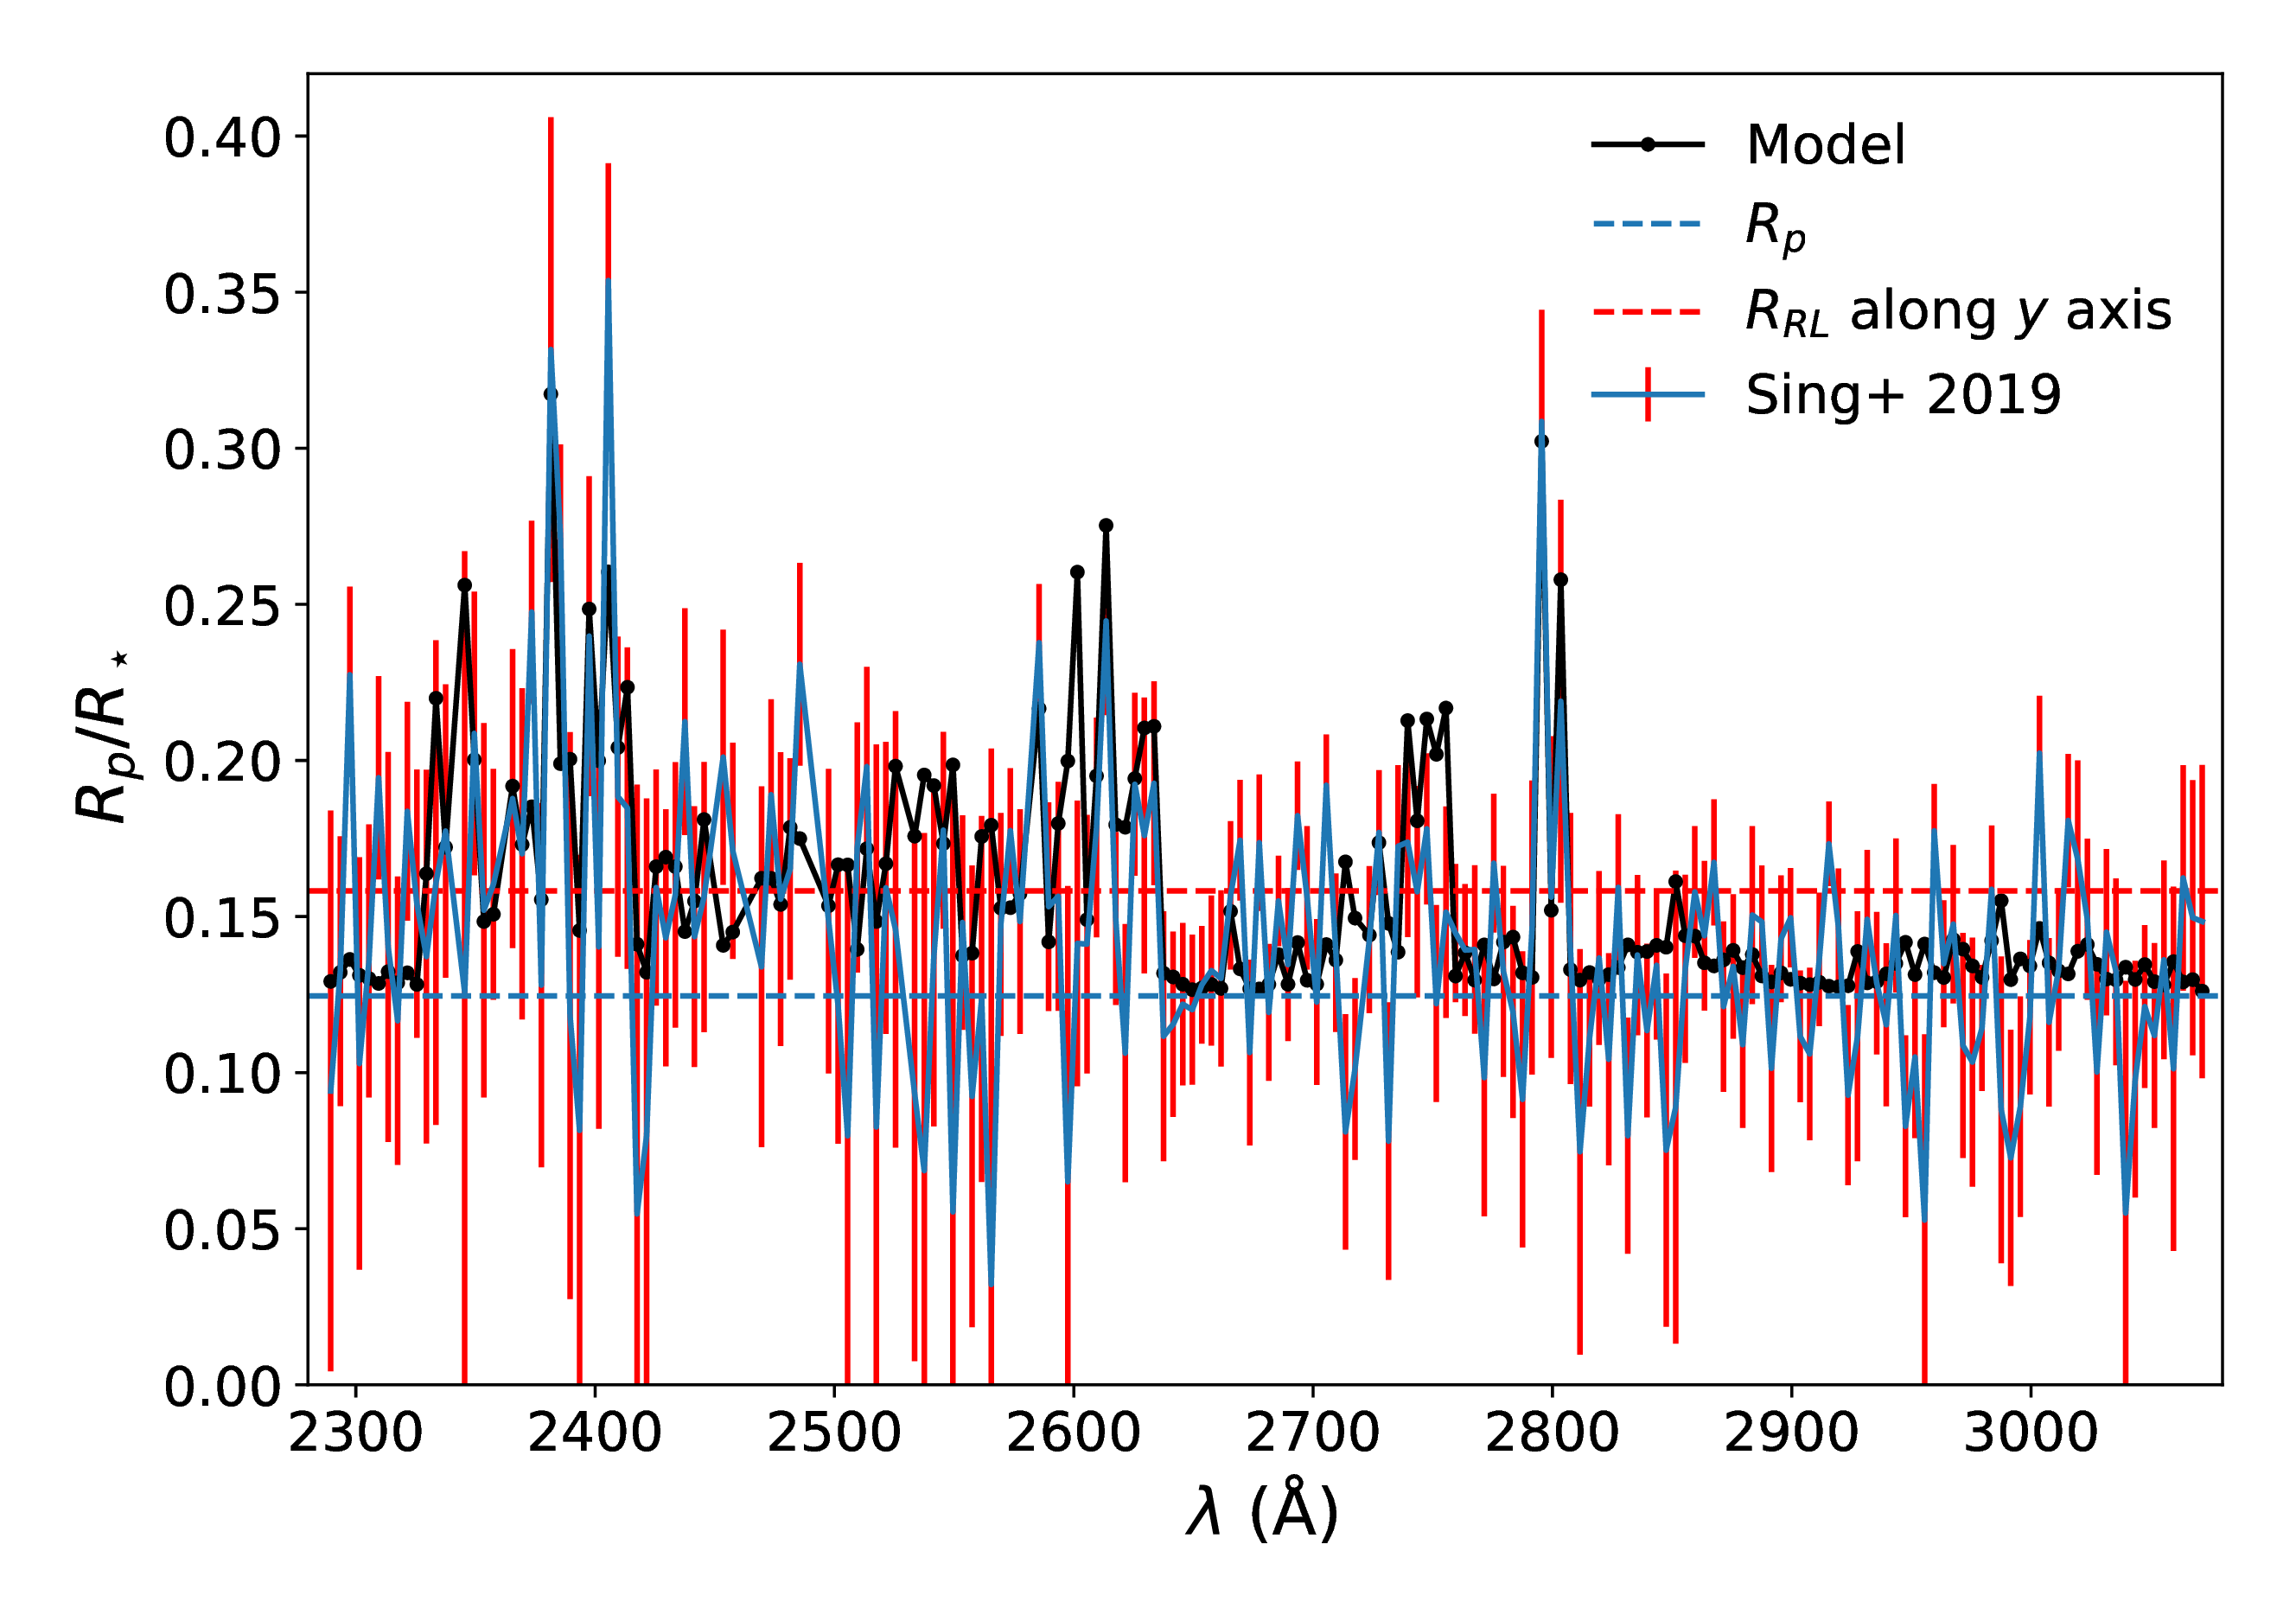 0.40
0.35
0.30
0.25
0.20
0.15
0.10
0.05
0.00
R_p/R_⋆
Model
R_p
R_RL along y axis
Sing+ 2019
2300 2400 2500 2600 2700 2800 2900 3000
λ (Å)